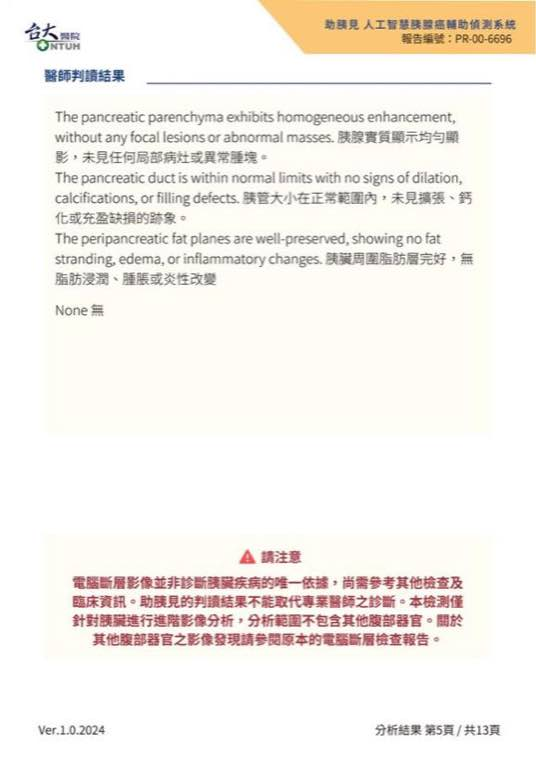 台大醫院
NTUH
助胰見 人工智慧胰腺癌輔助偵測系統
報告編號：PR-00-6696
醫師判讀結果
The pancreatic parenchyma exhibits homogeneous enhancement,
without any focal lesions or abnormal masses. 胰腺實質顯示均勻顯
影，未見任何局部病灶或異常腫塊。
The pancreatic duct is within normal limits with no signs of dilation,
calcifications, or filling defects. 胰管大小在正常範圍內，未見擴張、鈣
化或充盈缺損的跡象。
The peripancreatic fat planes are well-preserved, showing no fat
stranding, edema, or inflammatory changes. 胰臟周圍脂肪層完好，無
脂肪浸潤、腫脹或炎性改變
None 無
請注意
電腦斷層影像並非診斷胰臟疾病的唯一依據，尚需參考其他檢查及
臨床資訊。助胰見的判讀結果不能取代專業醫師之診斷。本檢測僅
針對胰臟進行進階影像分析，分析範圍不包含其他腹部器官。關於
其他腹部器官之影像發現請參閱原本的電腦斷層檢查報告。
Ver.1.0.2024
分析結果 第5頁 / 共13頁